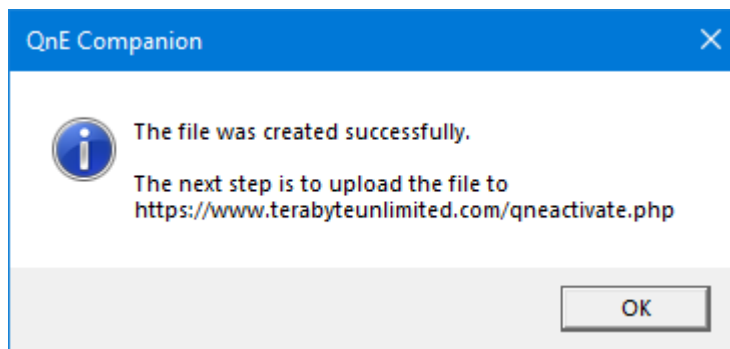 QnE Companion
The file was created successfully.
The next step is to upload the file to
https://www.terabyteunlimited.com/qneactivate.php
OK